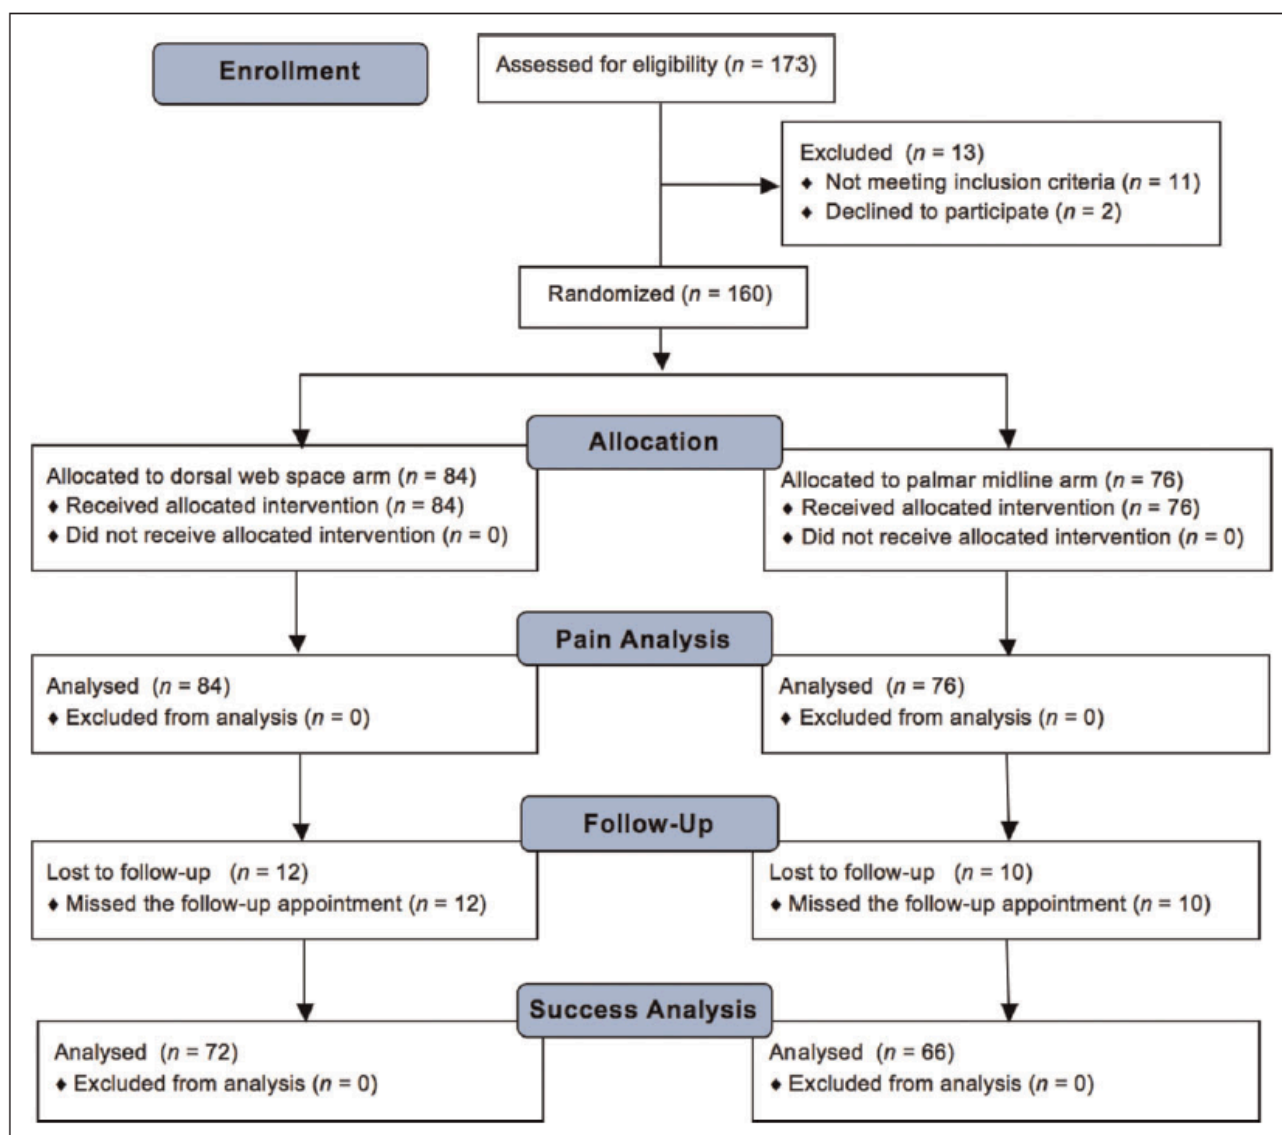 Enrollment
Assessed for eligibility (n = 173)
Excluded (n = 13)
♦ Not meeting inclusion criteria (n = 11)
♦ Declined to participate (n = 2)
Randomized (n = 160)
Allocation
Allocated to dorsal web space arm (n = 84)
♦ Received allocated intervention (n = 84)
♦ Did not receive allocated intervention (n = 0)
Allocated to palmar midline arm (n = 76)
♦ Received allocated intervention (n = 76)
♦ Did not receive allocated intervention (n = 0)
Pain Analysis
Analysed (n = 84)
♦ Excluded from analysis (n = 0)
Analysed (n = 76)
♦ Excluded from analysis (n = 0)
Follow-Up
Lost to follow-up (n = 12)
♦ Missed the follow-up appointment (n = 12)
Lost to follow-up (n = 10)
♦ Missed the follow-up appointment (n = 10)
Success Analysis
Analysed (n = 72)
♦ Excluded from analysis (n = 0)
Analysed (n = 66)
♦ Excluded from analysis (n = 0)